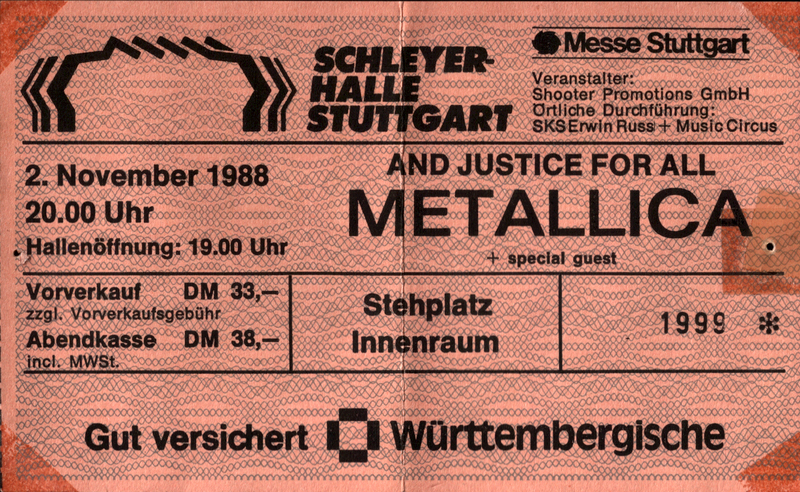 SCHLEYER-
HALLE
STUTTGART
Messe Stuttgart
Veranstalter:
Shooter Promotions GmbH
Örtliche Durchführung:
SKS Erwin Russ + Music Circus
2. November 1988
20.00 Uhr
Hallenöffnung: 19.00 Uhr
AND JUSTICE FOR ALL
METALLICA
+ special guest
Vorverkauf DM 33,—
zzgl. Vorverkaufsgebühr
Abendkasse DM 38,—
incl. MWSt.
Stehplatz
Innenraum
1999 *
Gut versichert Württembergische